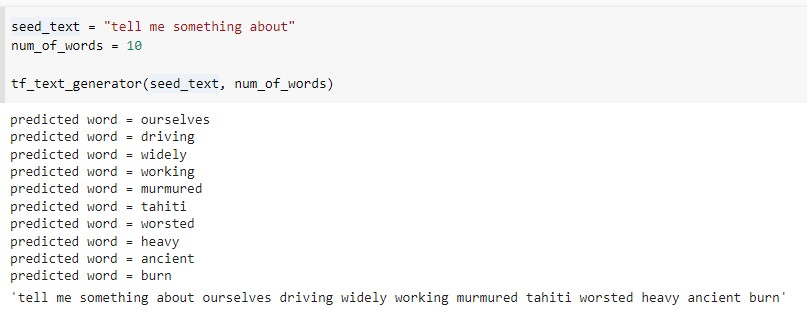 seed_text = "tell me something about"
num_of_words = 10
tf_text_generator(seed_text, num_of_words)
predicted word = ourselves
predicted word = driving
predicted word = widely
predicted word = working
predicted word = murmured
predicted word = tahiti
predicted word = worsted
predicted word = heavy
predicted word = ancient
predicted word = burn
'tell me something about ourselves driving widely working murmured tahiti worsted heavy ancient burn'